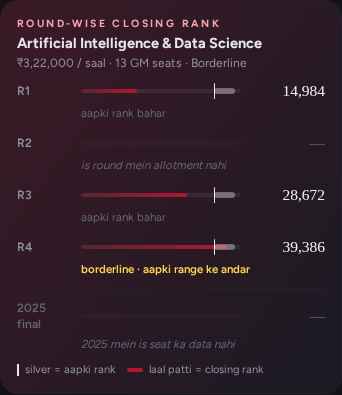 ROUND-WISE CLOSING RANK
Artificial Intelligence & Data Science
₹3,22,000 / saal · 13 GM seats · Borderline
R1 14,984
aapki rank bahar
R2 —
is round mein allotment nahi
R3 28,672
aapki rank bahar
R4 39,386
borderline · aapki range ke andar
2025 final —
2025 mein is seat ka data nahi
silver = aapki rank laal patti = closing rank